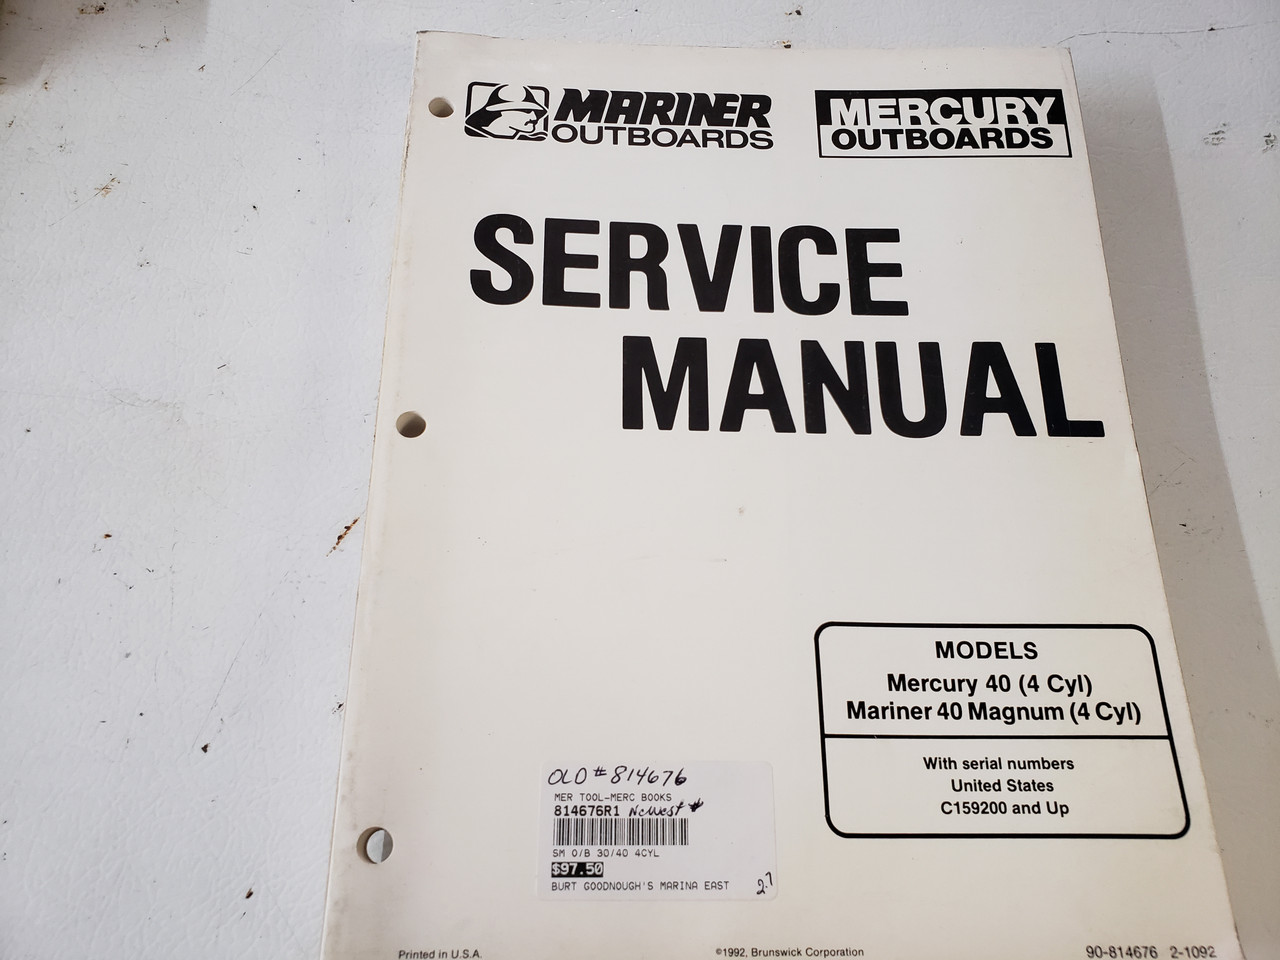 MARINER
OUTBOARDS
MERCURY
OUTBOARDS
SERVICE
MANUAL
MODELS
Mercury 40 (4 Cyl)
Mariner 40 Magnum (4 Cyl)
With serial numbers
United States
C159200 and Up
OLD # 814676
MER TOOL-MERC BOOKS
814676R1 Newest #
SM O/B 30/40 4CYL
$97.50
BURT GOODNOUGH'S MARINA EAST
2.7
Printed in U.S.A.
©1992, Brunswick Corporation
90-814676 2-1092